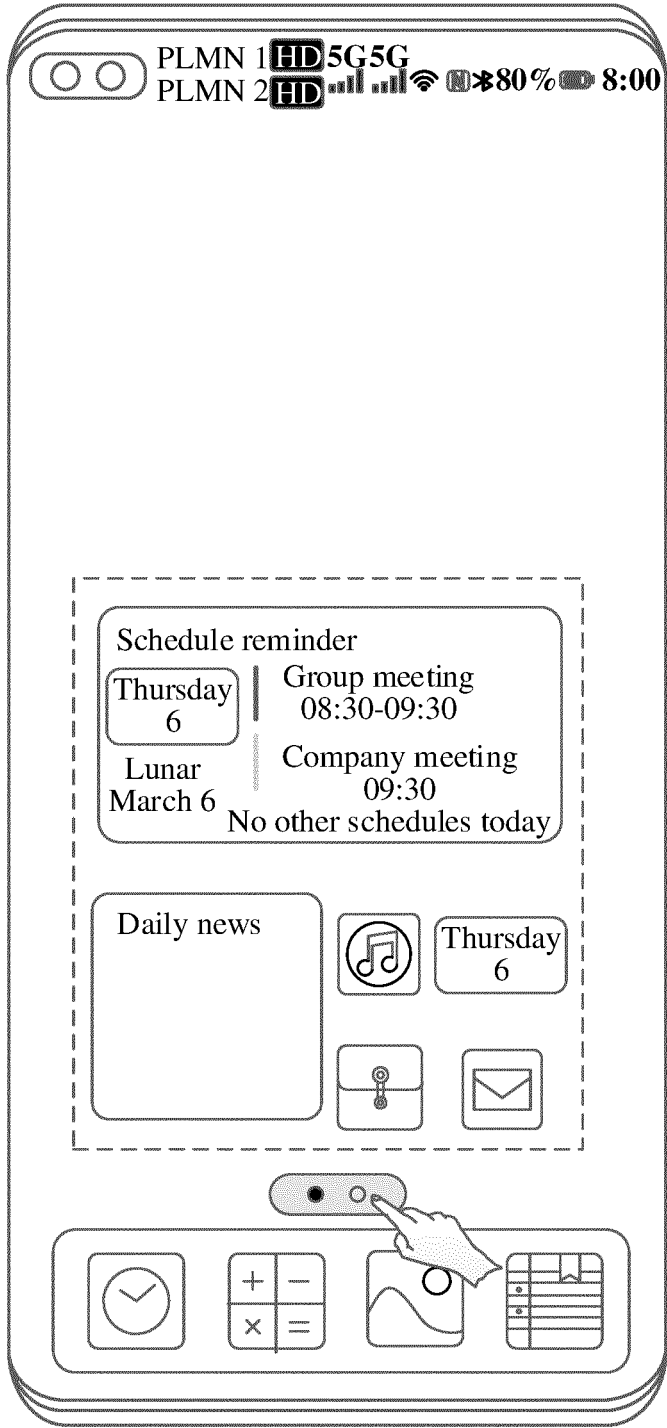 PLMN 1 HD 5G 5G
PLMN 2 HD N 80% 8:00
Schedule reminder
Thursday
6
Lunar
March 6
Group meeting
08:30-09:30
Company meeting
09:30
No other schedules today
Daily news
Thursday
6